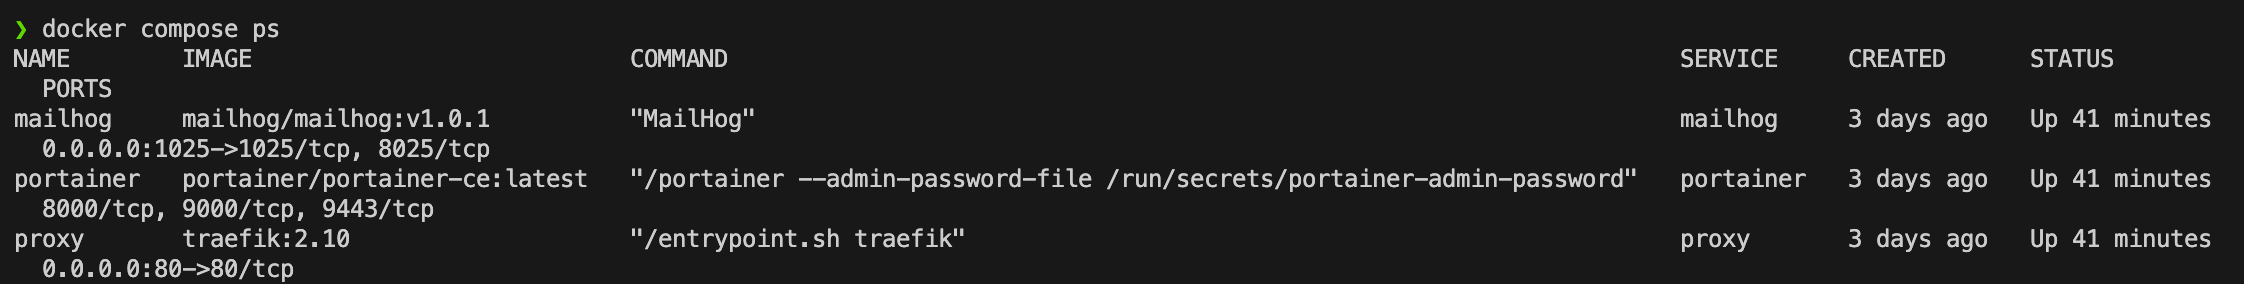 ❯ docker compose ps
NAME        IMAGE                           COMMAND                                                                    SERVICE     CREATED      STATUS
  PORTS
mailhog     mailhog/mailhog:v1.0.1          "MailHog"                                                                  mailhog     3 days ago   Up 41 minutes
  0.0.0.0:1025->1025/tcp, 8025/tcp
portainer   portainer/portainer-ce:latest   "/portainer --admin-password-file /run/secrets/portainer-admin-password"   portainer   3 days ago   Up 41 minutes
  8000/tcp, 9000/tcp, 9443/tcp
proxy       traefik:2.10                    "/entrypoint.sh traefik"                                                   proxy       3 days ago   Up 41 minutes
  0.0.0.0:80->80/tcp